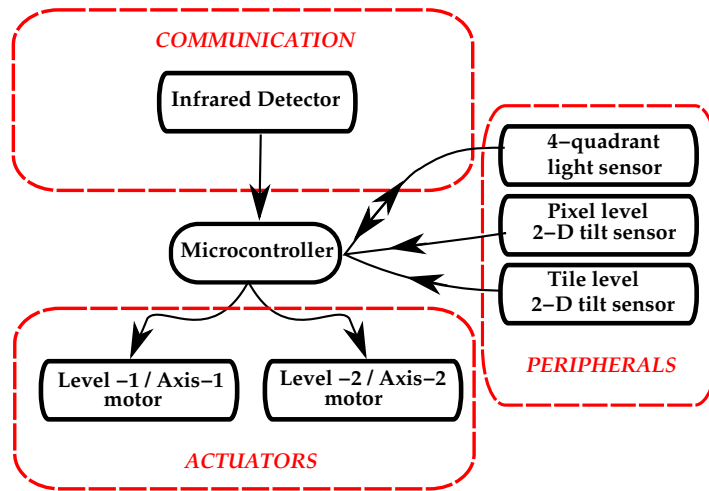 COMMUNICATION
Infrared Detector
4–quadrant
light sensor
Pixel level
2–D tilt sensor
Microcontroller
Tile level
2–D tilt sensor
PERIPHERALS
Level –1 / Axis–1
motor
Level –2 / Axis–2
motor
ACTUATORS